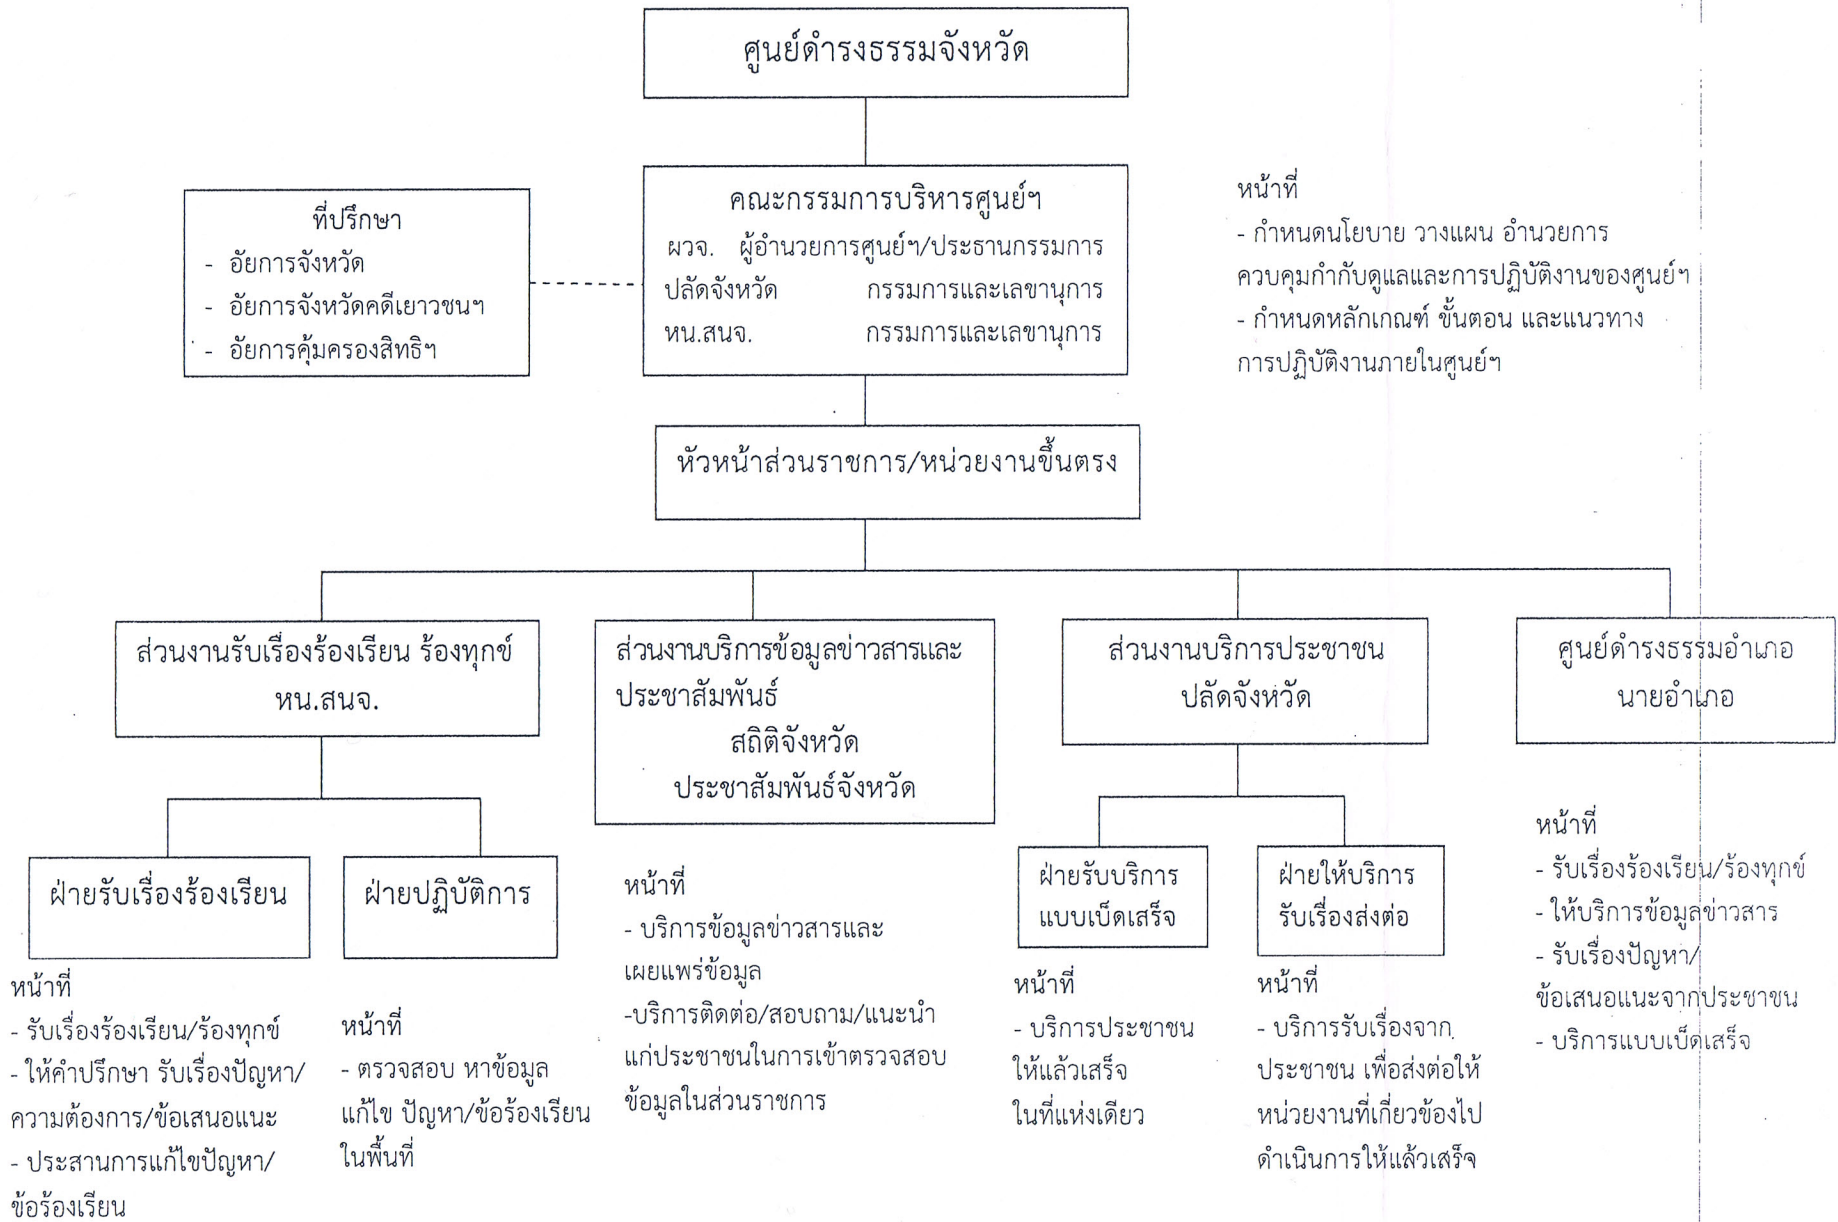 ศูนย์ดำรงธรรมจังหวัด
คณะกรรมการบริหารศูนย์ฯ
ผวจ. ผู้อำนวยการศูนย์ฯ/ประธานกรรมการ
ปลัดจังหวัด กรรมการและเลขานุการ
หน.สนจ. กรรมการและเลขานุการ
ที่ปรึกษา
- อัยการจังหวัด
- อัยการจังหวัดคดีเยาวชนฯ
- อัยการคุ้มครองสิทธิฯ
หน้าที่
- กำหนดนโยบาย วางแผน อำนวยการ
ควบคุมกำกับดูแลและการปฏิบัติงานของศูนย์ฯ
- กำหนดหลักเกณฑ์ ขั้นตอน และแนวทาง
การปฏิบัติงานภายในศูนย์ฯ
หัวหน้าส่วนราชการ/หน่วยงานขึ้นตรง
ส่วนงานรับเรื่องร้องเรียน ร้องทุกข์
หน.สนจ.
ส่วนงานบริการข้อมูลข่าวสารและ
ประชาสัมพันธ์
สถิติจังหวัด
ประชาสัมพันธ์จังหวัด
ส่วนงานบริการประชาชน
ปลัดจังหวัด
ศูนย์ดำรงธรรมอำเภอ
นายอำเภอ
ฝ่ายรับเรื่องร้องเรียน
ฝ่ายปฏิบัติการ
ฝ่ายรับบริการ
แบบเบ็ดเสร็จ
ฝ่ายให้บริการ
รับเรื่องส่งต่อ
หน้าที่
- รับเรื่องร้องเรียน/ร้องทุกข์
- ให้คำปรึกษา รับเรื่องปัญหา/
ความต้องการ/ข้อเสนอแนะ
- ประสานการแก้ไขปัญหา/
ข้อร้องเรียน
หน้าที่
- ตรวจสอบ หาข้อมูล
แก้ไข ปัญหา/ข้อร้องเรียน
ในพื้นที่
หน้าที่
- บริการข้อมูลข่าวสารและ
เผยแพร่ข้อมูล
-บริการติดต่อ/สอบถาม/แนะนำ
แก่ประชาชนในการเข้าตรวจสอบ
ข้อมูลในส่วนราชการ
หน้าที่
- บริการประชาชน
ให้แล้วเสร็จ
ในที่แห่งเดียว
หน้าที่
- บริการรับเรื่องจาก
ประชาชน เพื่อส่งต่อให้
หน่วยงานที่เกี่ยวข้องไป
ดำเนินการให้แล้วเสร็จ
หน้าที่
- รับเรื่องร้องเรียน/ร้องทุกข์
- ให้บริการข้อมูลข่าวสาร
- รับเรื่องปัญหา/
ข้อเสนอแนะจากประชาชน
- บริการแบบเบ็ดเสร็จ